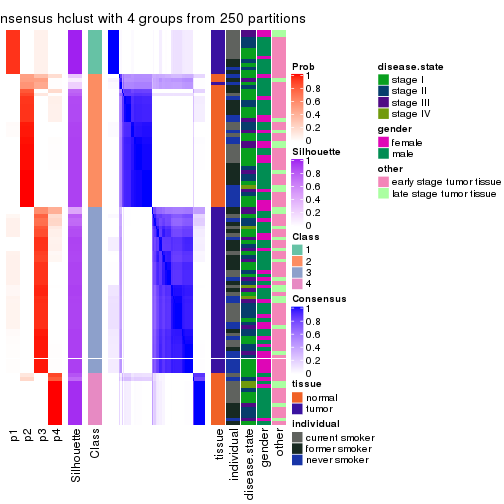 nsensus hclust with 4 groups from 250 partitions
Prob
1
0.8
0.6
0.4
0.2
0
Silhouette
1
0.8
0.6
0.4
0.2
0
Class
1
2
3
4
Consensus
1
0.8
0.6
0.4
0.2
0
tissue
normal
tumor
individual
current smoker
former smoker
never smoker
disease.state
stage I
stage II
stage III
stage IV
gender
female
male
other
early stage tumor tissue
late stage tumor tissue
p1
p2
p3
p4
Silhouette
Class
tissue
individual
disease.state
gender
other